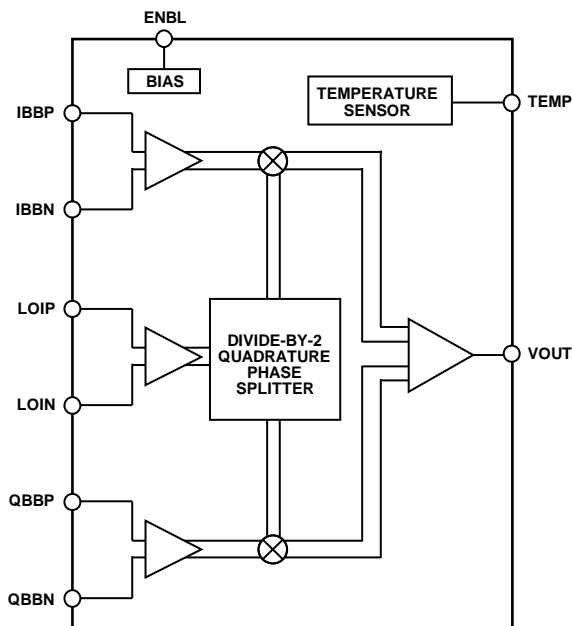 ENBL
BIAS
TEMPERATURE
SENSOR
TEMP
IBBP
IBBN
LOIP
LOIN
DIVIDE-BY-2
QUADRATURE
PHASE
SPLITTER
VOUT
QBBP
QBBN